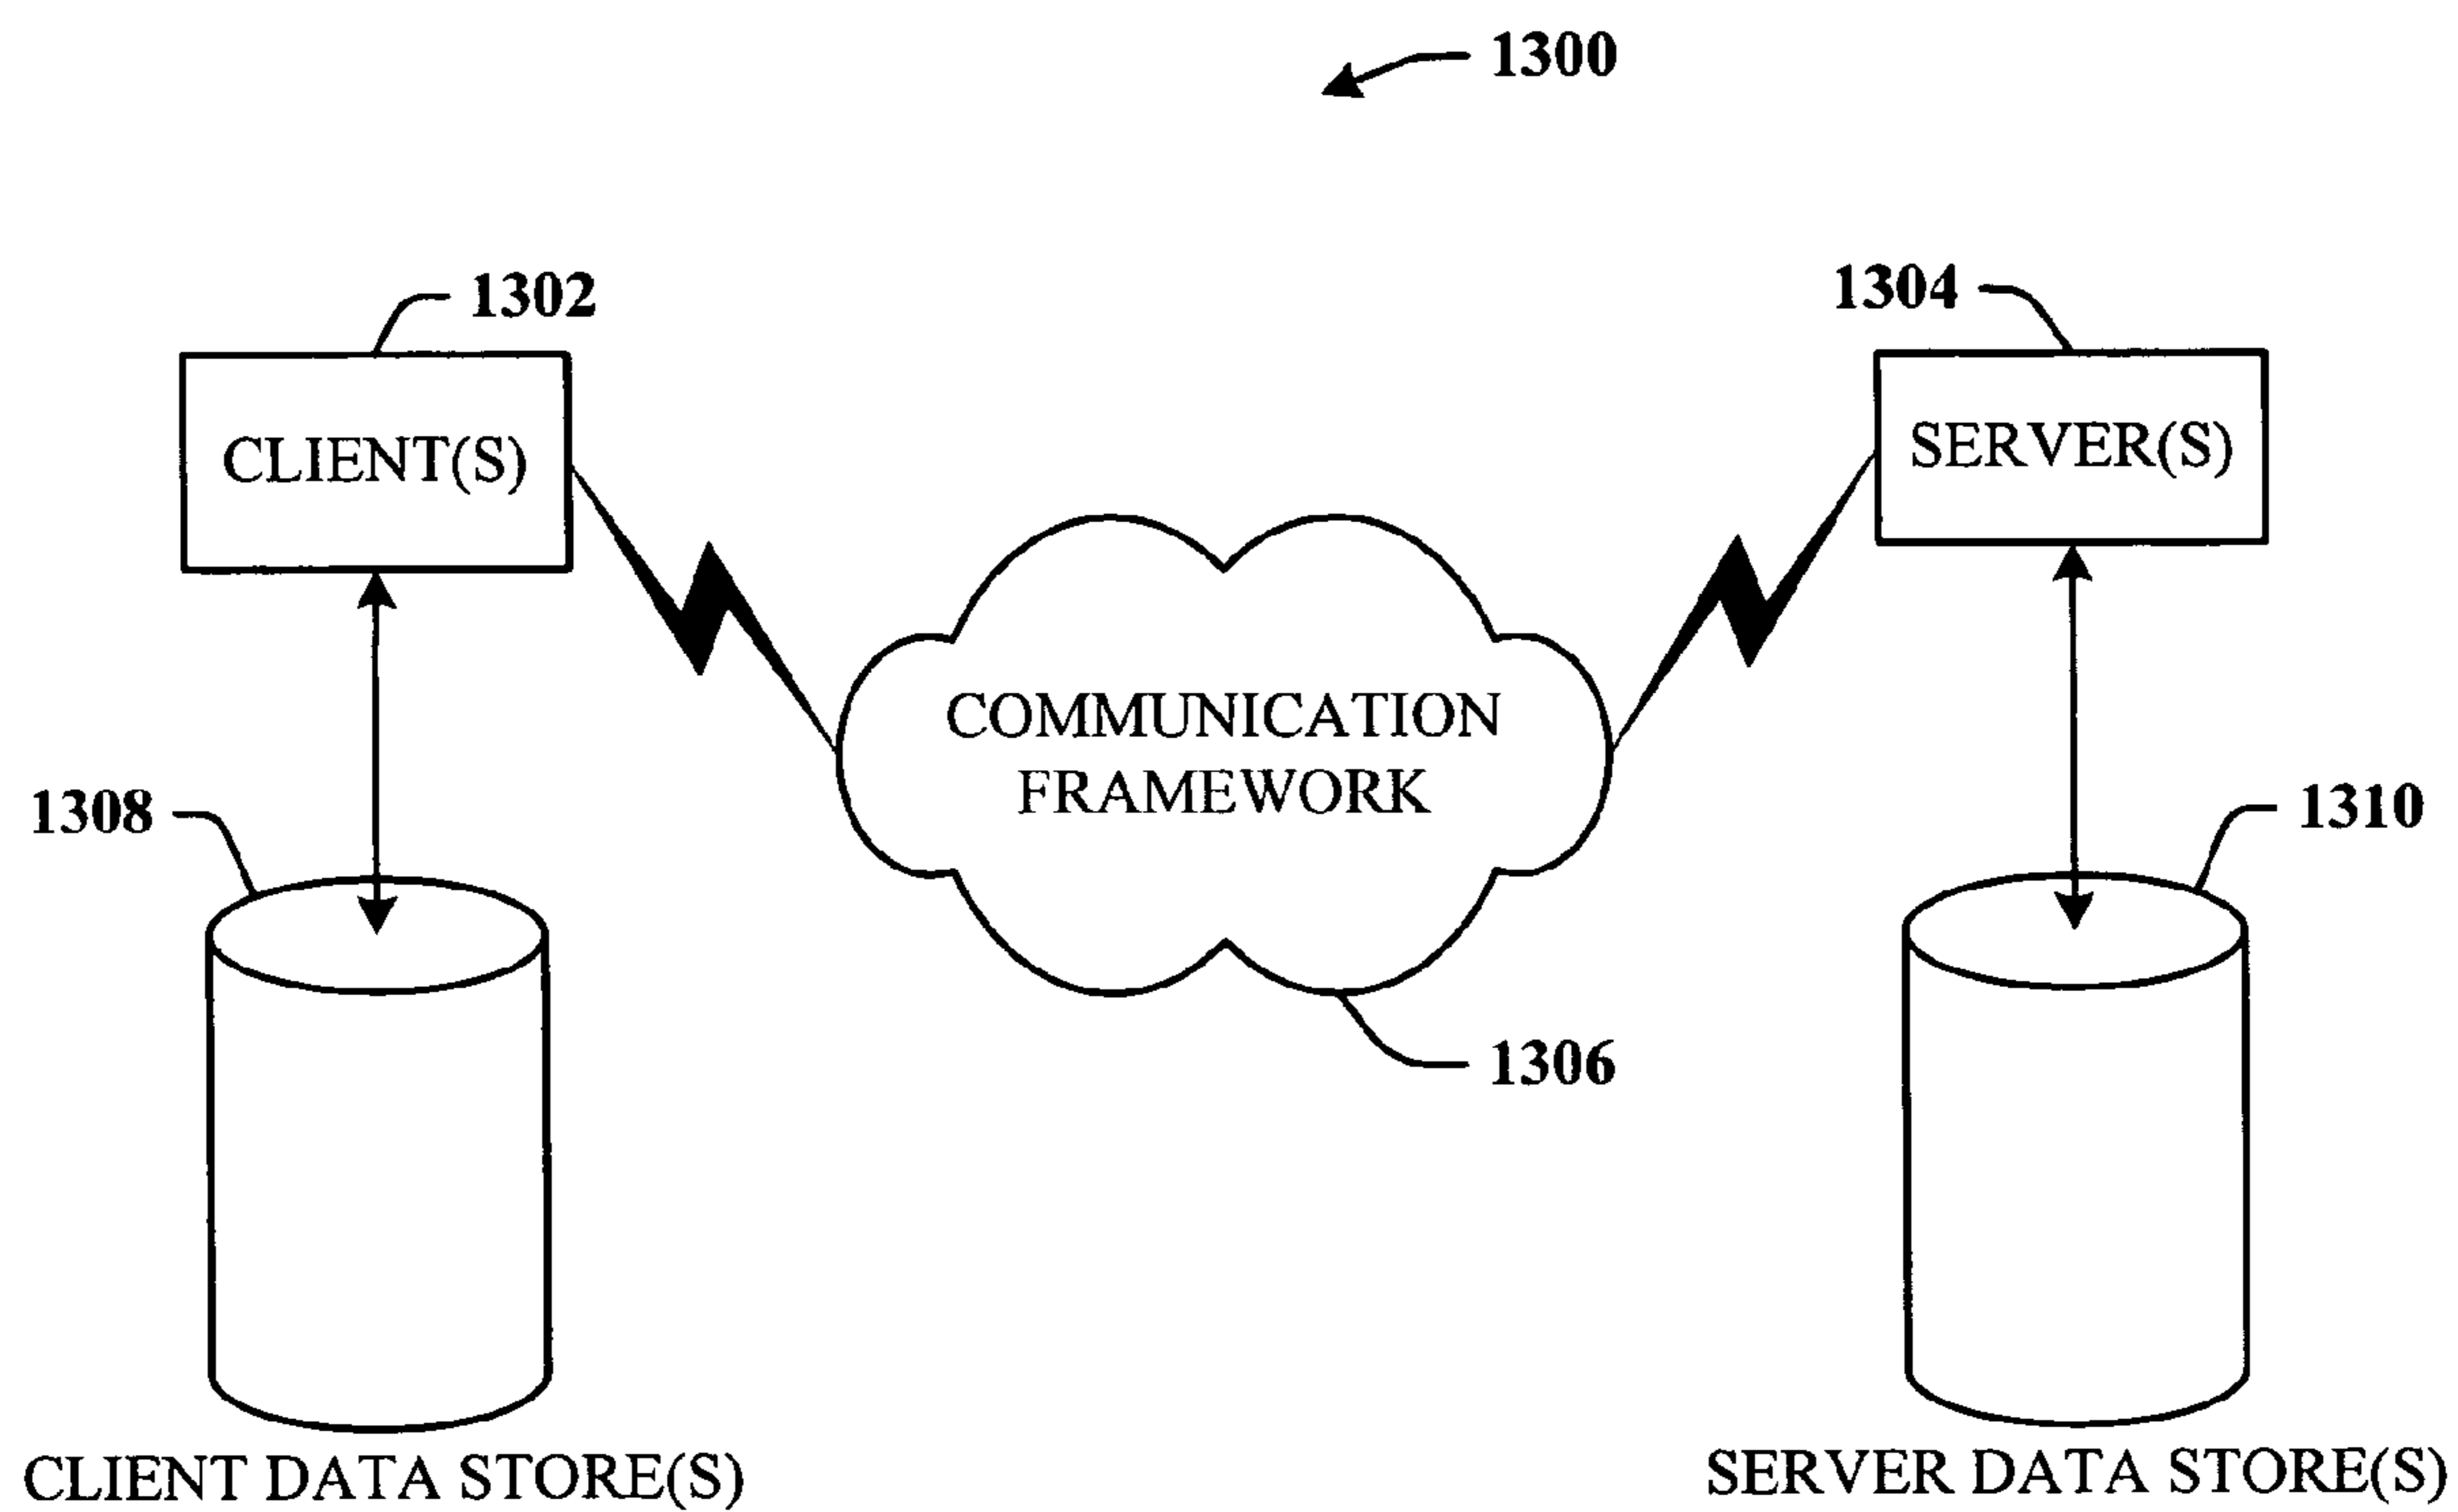 1300
1302
1304
CLIENT(S)
SERVER(S)
COMMUNICATION
FRAMEWORK
1308
1310
1306
CLIENT DATA STORE(S)
SERVER DATA STORE(S)